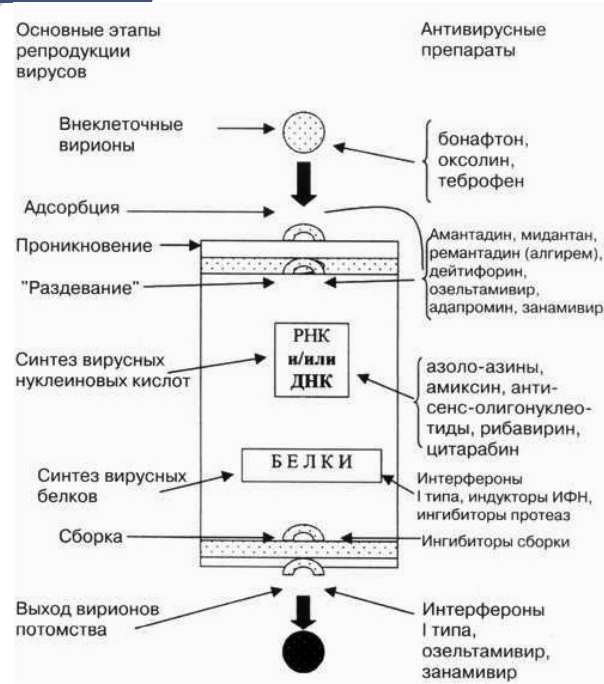 Основные этапы
репродукции
вирусов
Антивирусные
препараты
Внеклеточные
вирионы
бонафтон,
оксолин,
теброфен
Адсорбция
Проникновение
"Раздевание"
Амантадин, мидантан,
ремантадин (алгирем),
дейтифорин,
озельтамивир,
адапромин, занамивир
РНК
и/или
ДНК
Синтез вирусных
нуклеиновых кислот
азоло-азины,
амиксин, анти-
сенс-олигонуклео-
тиды, рибавирин,
цитарабин
БЕЛКИ
Синтез вирусных
белков
Интерфероны
I типа, индукторы ИФН,
ингибиторы протеаз
Сборка
Ингибиторы сборки
Выход вирионов
потомства
Интерфероны
I типа,
озельтамивир,
занамивир